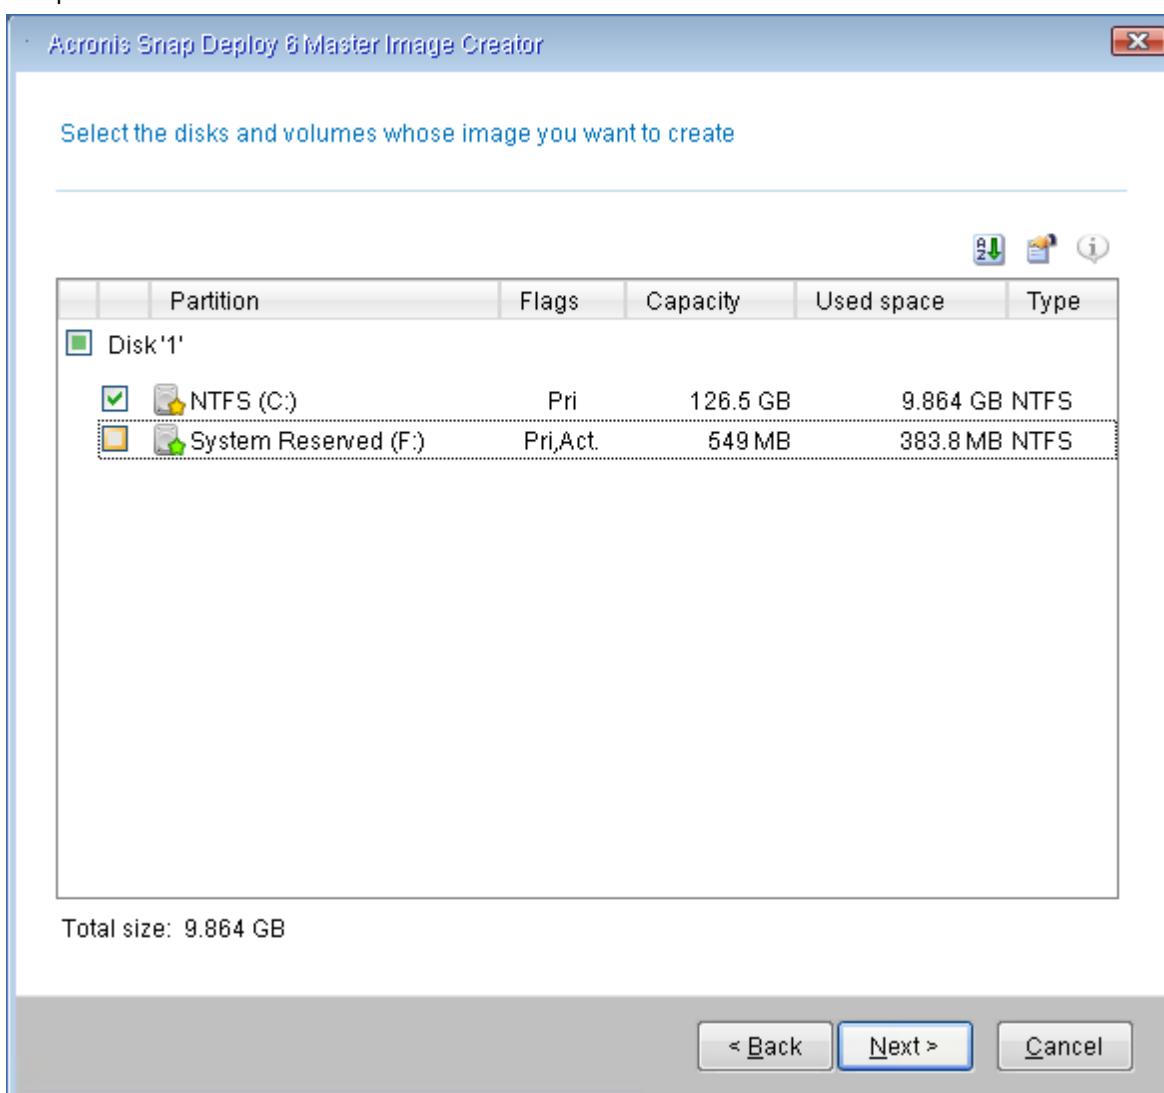 Acronis Snap Deploy 6 Master Image Creator
Select the disks and volumes whose image you want to create
Partition Flags Capacity Used space Type
Disk '1'
NTFS (C:) Pri 126.5 GB 9.864 GB NTFS
System Reserved (F:) Pri,Act. 549 MB 383.8 MB NTFS
Total size: 9.864 GB
< Back Next > Cancel